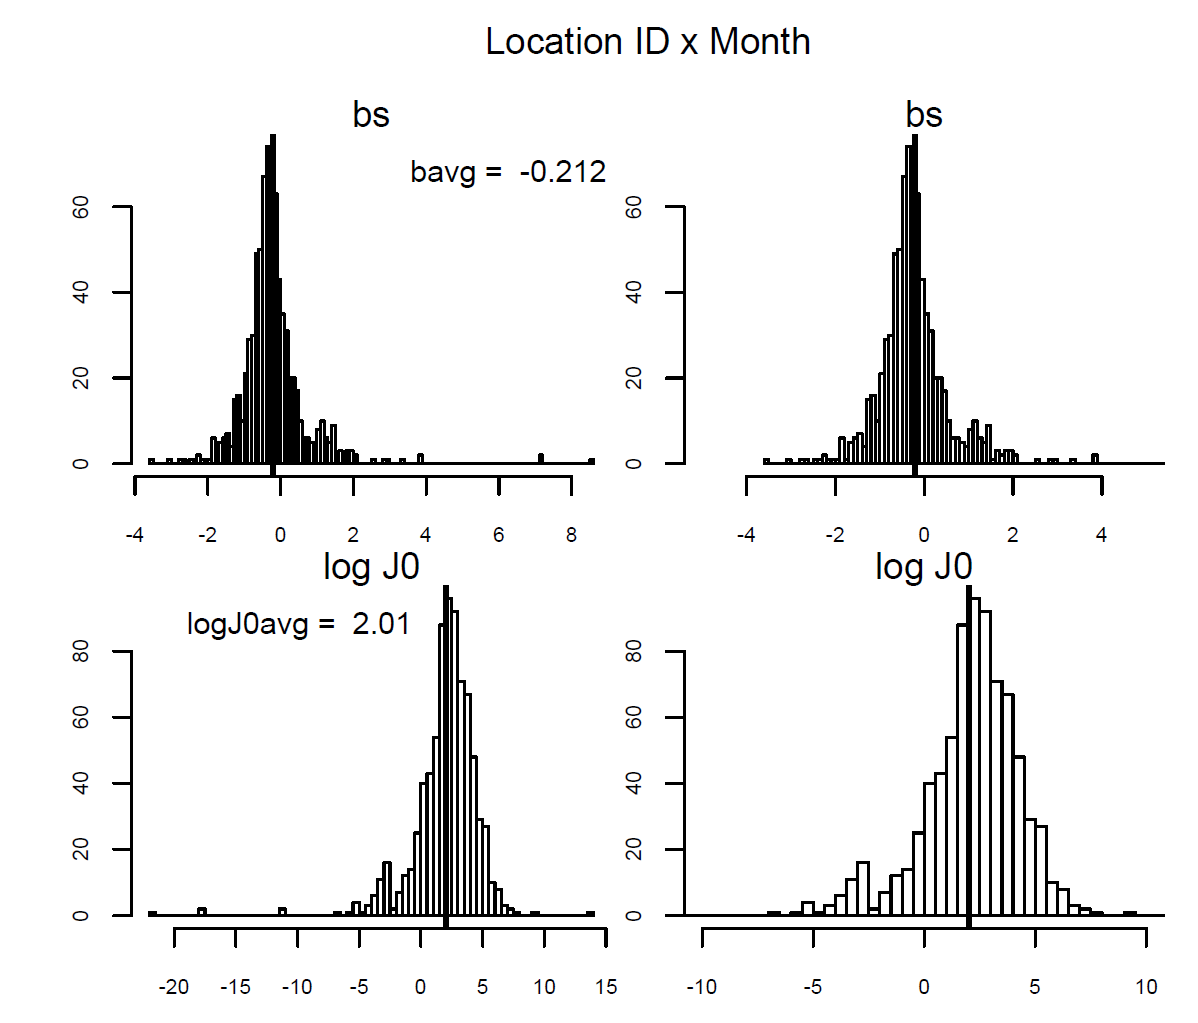 Location ID x Month
bs
bavg = -0.212
0 20 40 60
-4 -2 0 2 4 6 8
bs
0 20 40 60
-4 -2 0 2 4
log J0
logJ0avg = 2.01
0 20 40 60 80
-20 -15 -10 -5 0 5 10 15
log J0
0 20 40 60 80
-10 -5 0 5 10